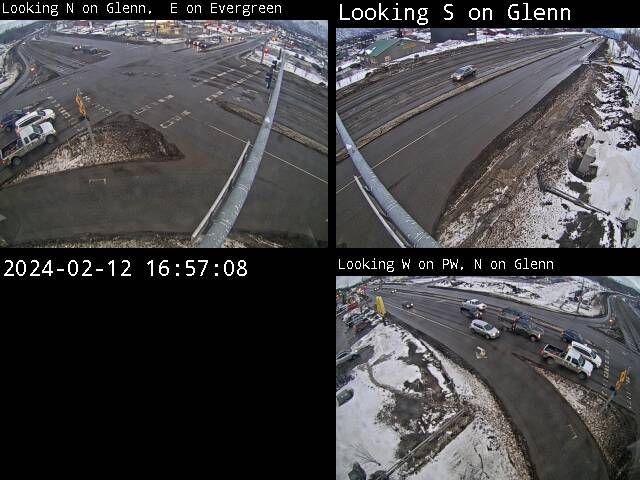 Looking N on Glenn, E on Evergreen
Looking S on Glenn
2024-02-12 16:57:08
Looking W on PW, N on Glenn